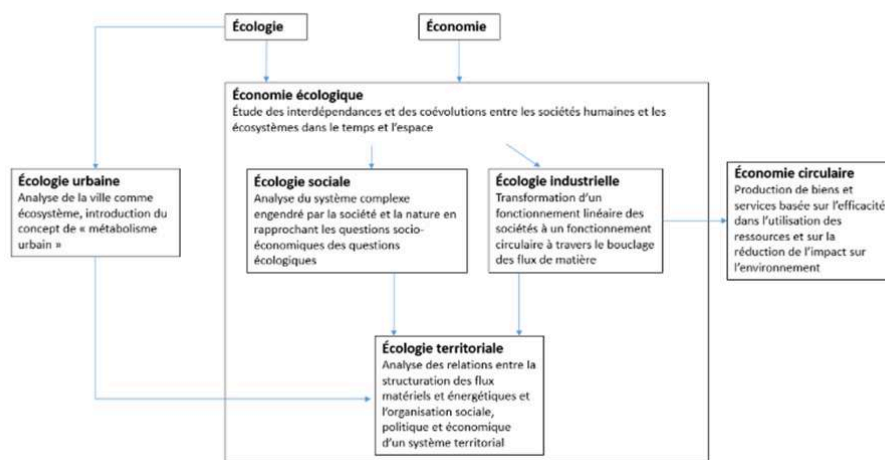 Écologie
Économie
Économie écologique
Étude des interdépendances et des coévolutions entre les sociétés humaines et les
écosystèmes dans le temps et l'espace
Écologie urbaine
Analyse de la ville comme
écosystème, introduction du
concept de « métabolisme
urbain »
Écologie sociale
Analyse du système complexe
engendré par la société et la nature en
rapprochant les questions socio-
économiques des questions
écologiques
Écologie industrielle
Transformation d'un
fonctionnement linéaire des
sociétés à un fonctionnement
circulaire à travers le bouclage
des flux de matière
Économie circulaire
Production de biens et
services basée sur l'efficacité
dans l'utilisation des
ressources et sur la
réduction de l'impact sur
l'environnement
Écologie territoriale
Analyse des relations entre la
structuration des flux
matériels et énergétiques et
l'organisation sociale,
politique et économique
d'un système territorial